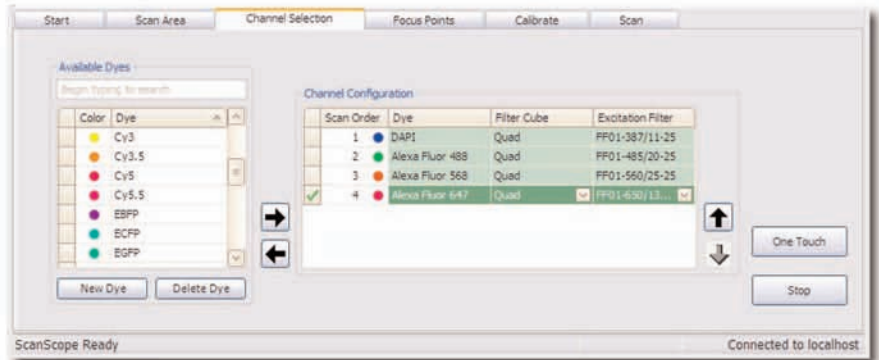 Start Scan Area Channel Selection Focus Points Calibrate Scan
Available Dyes
Begin typing to search
Color Dye
Cy3
Cy3.5
Cy5
Cy5.5
EBFP
ECFP
EGFP
New Dye Delete Dye
Channel Configuration
Scan Order Dye Filter Cube Excitation Filter
1 DAPI Quad FF01-387/11-25
2 Alexa Fluor 488 Quad FF01-485/20-25
3 Alexa Fluor 568 Quad FF01-560/25-25
4 Alexa Fluor 647 Quad FF01-650/13...
One Touch
Stop
ScanScope Ready Connected to localhost